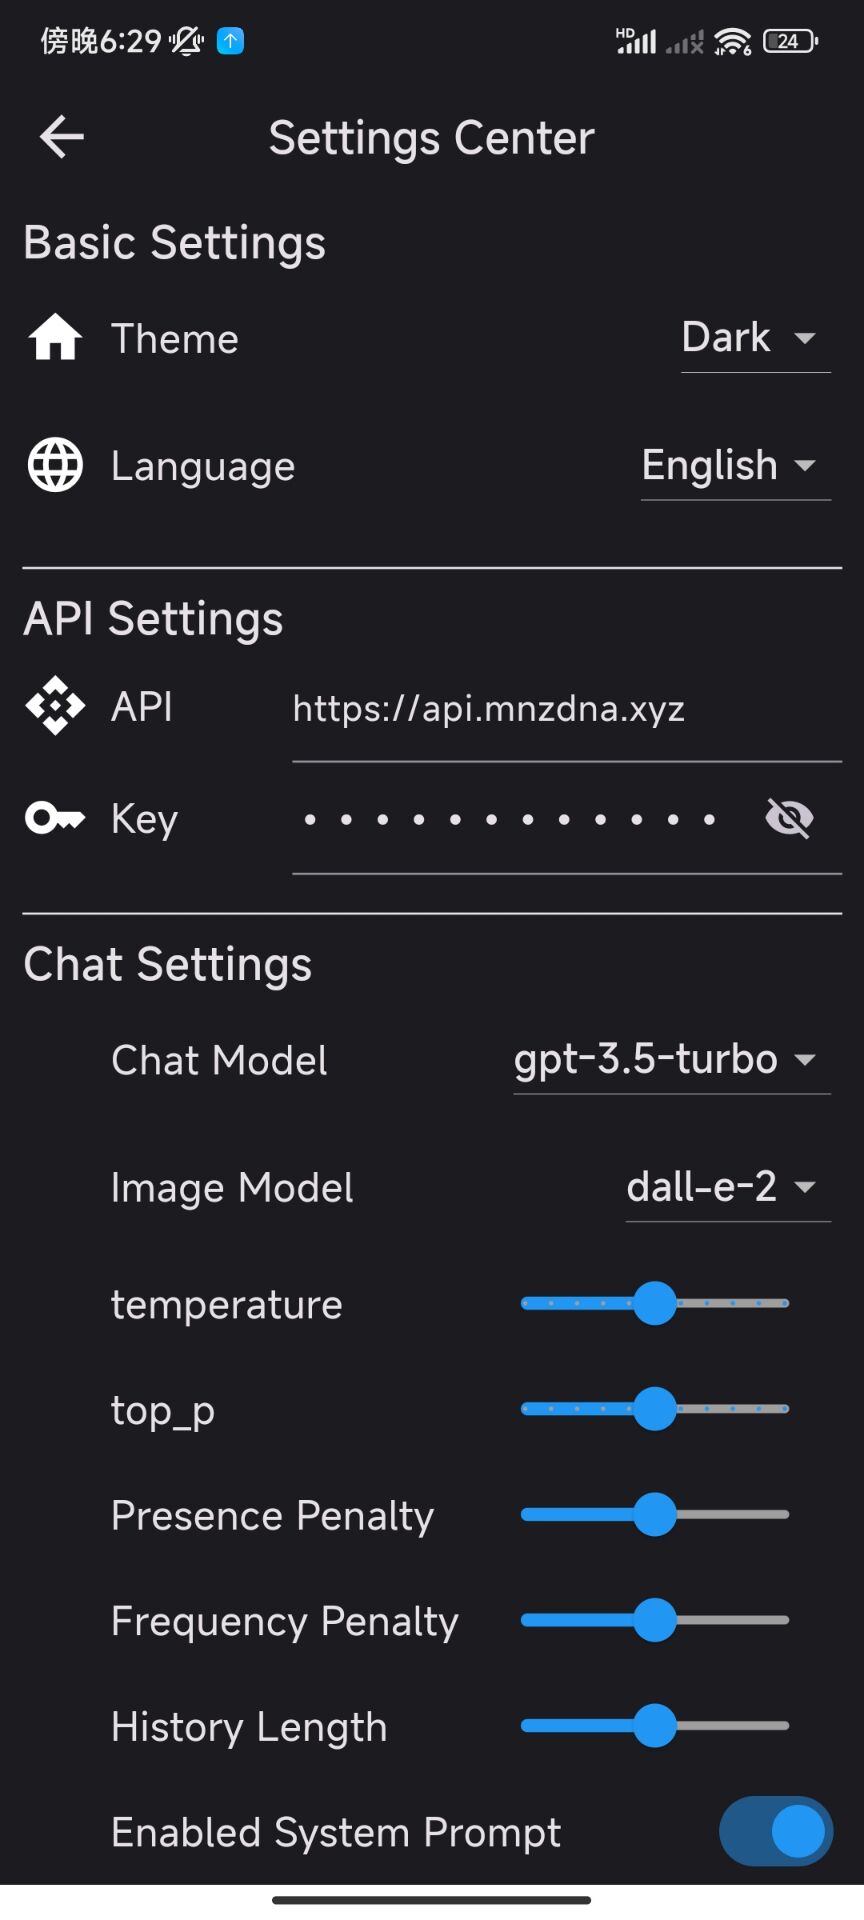 傍晚6:29 HD 6 24
Settings Center
Basic Settings
Theme Dark
Language English
API Settings
API https://api.mnzdna.xyz
Key ••••••••••••
Chat Settings
Chat Model gpt-3.5-turbo
Image Model dall-e-2
temperature
top_p
Presence Penalty
Frequency Penalty
History Length
Enabled System Prompt